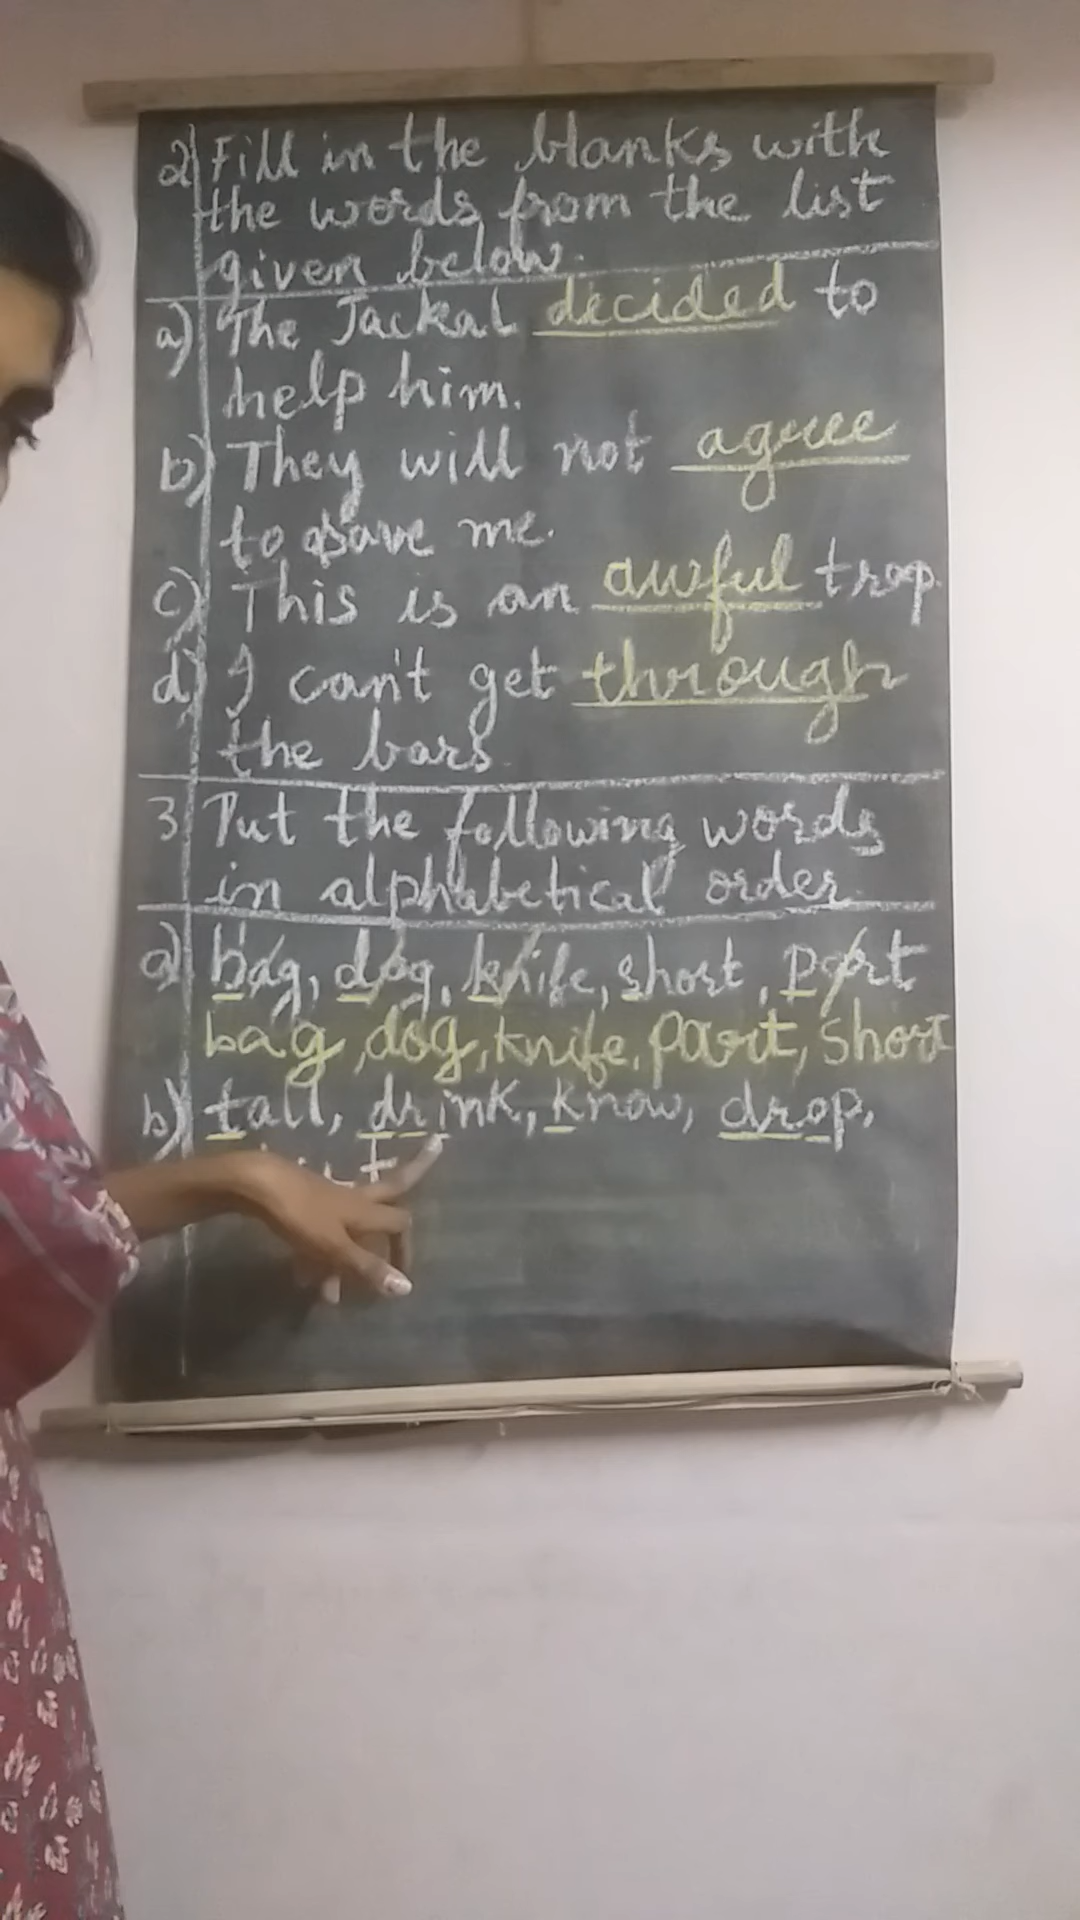 2) Fill in the blanks with
the words from the list
given below.
a) The Jackal decided to
help him.
b) They will not agree
to save me.
c) This is an awful trap.
d) I can't get through
the bars
3 Put the following words
in alphabetical order.
a) bag, dog, knife, short, part
bag, dog, knife, part, short
b) tall, drink, know, drop,